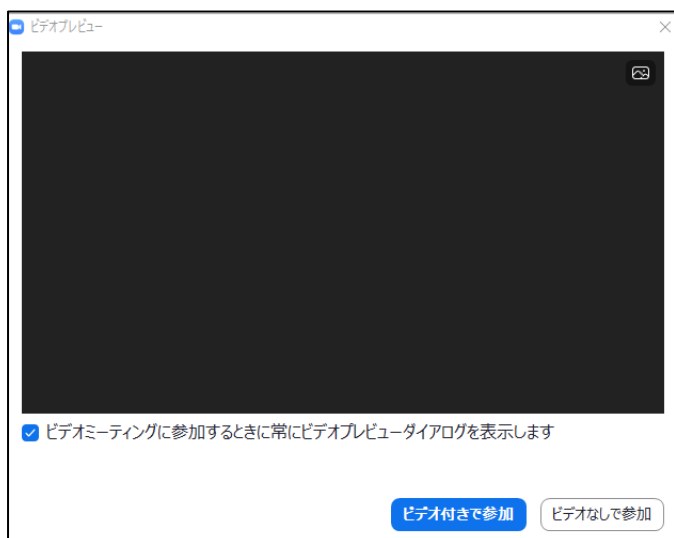 ビデオプレビュー
ビデオミーティングに参加するときに常にビデオプレビューダイアログを表示します
ビデオ付きで参加
ビデオなしで参加